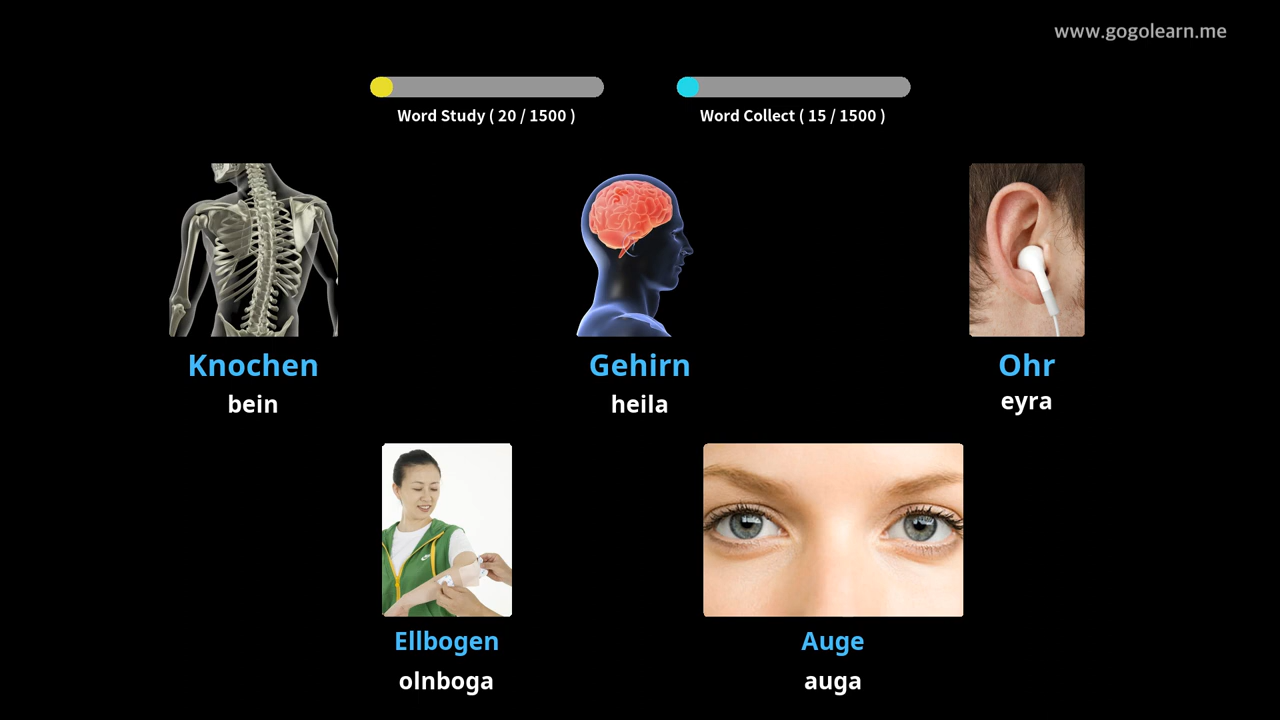 www.gogolearn.me
Word Study ( 20 / 1500 )
Word Collect ( 15 / 1500 )
Knochen
bein
Gehirn
heila
Ohr
eyra
Ellbogen
olnboga
Auge
auga